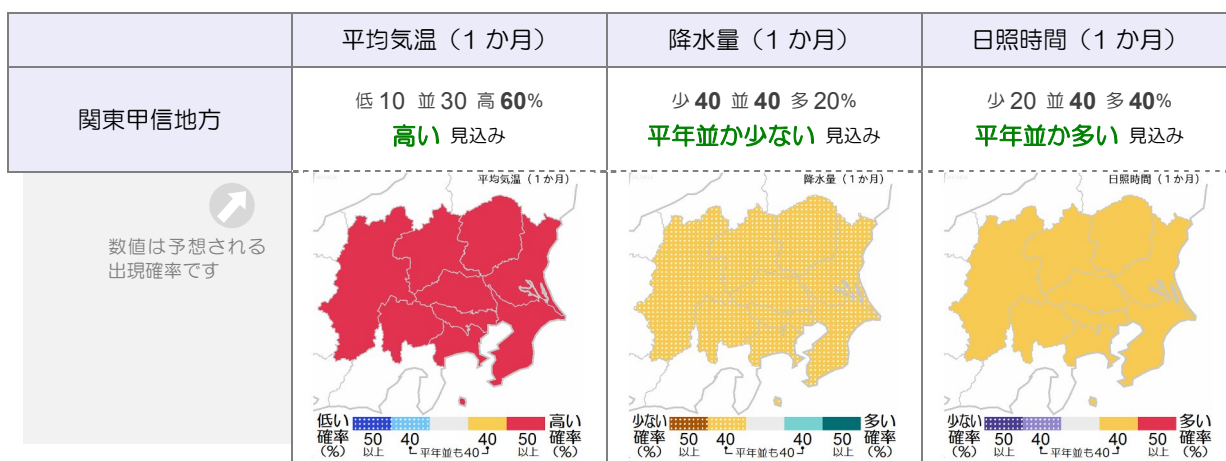 平均気温（1 か月）
降水量（1 か月）
日照時間（1 か月）
関東甲信地方
低 10 並 30 高 60%
高い 見込み
少 40 並 40 多 20%
平年並か少ない 見込み
少 20 並 40 多 40%
平年並か多い 見込み
数値は予想される
出現確率です
平均気温（1か月）
低い
確率
(%)
50
以上
40
└平年並も40┘
40
50
以上
高い
確率
(%)
降水量（1か月）
少ない
確率
(%)
50
以上
40
└平年並も40┘
40
50
以上
多い
確率
(%)
日照時間（1か月）
少ない
確率
(%)
50
以上
40
└平年並も40┘
40
50
以上
多い
確率
(%)